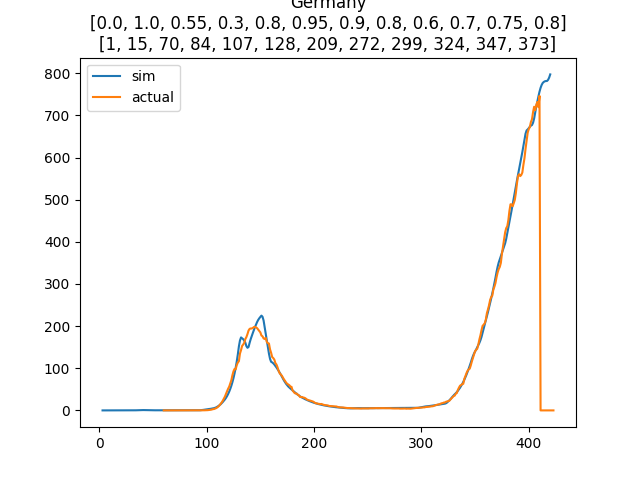 Germany
[0.0, 1.0, 0.55, 0.3, 0.8, 0.95, 0.9, 0.8, 0.6, 0.7, 0.75, 0.8]
[1, 15, 70, 84, 107, 128, 209, 272, 299, 324, 347, 373]
sim
actual
800
700
600
500
400
300
200
100
0
0 100 200 300 400